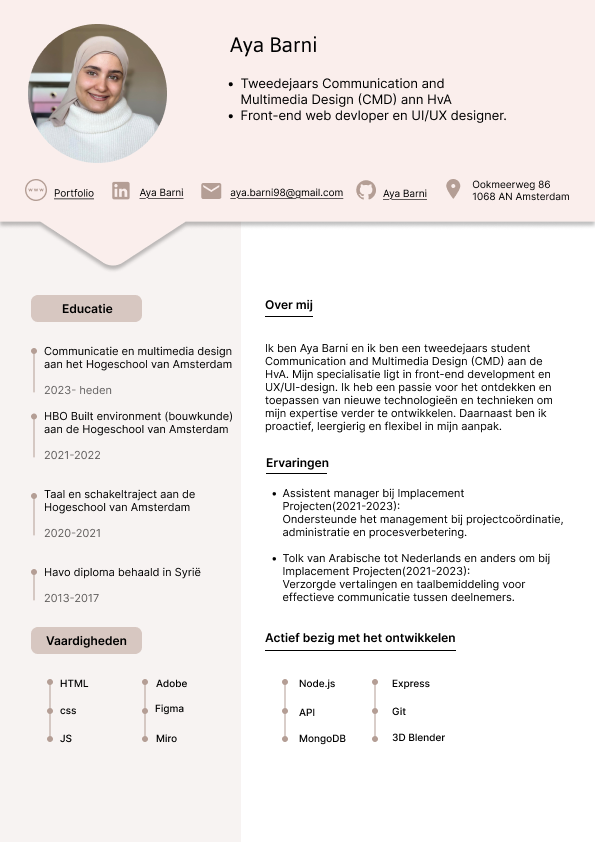 Aya Barni
• Tweedejaars Communication and
Multimedia Design (CMD) ann HvA
• Front-end web devloper en UI/UX designer.
www
Portfolio
in
Aya Barni
aya.barni98@gmail.com
Aya Barni
Ookmeerweg 86
1068 AN Amsterdam
Educatie
Communicatie en multimedia design
aan het Hogeschool van Amsterdam
2023- heden
HBO Built environment (bouwkunde)
aan de Hogeschool van Amsterdam
2021-2022
Taal en schakeltraject aan de
Hogeschool van Amsterdam
2020-2021
Havo diploma behaald in Syrië
2013-2017
Vaardigheden
HTML
css
JS
Adobe
Figma
Miro
Over mij
Ik ben Aya Barni en ik ben een tweedejaars student
Communication and Multimedia Design (CMD) aan de
HvA. Mijn specialisatie ligt in front-end development en
UX/UI-design. Ik heb een passie voor het ontdekken en
toepassen van nieuwe technologieën en technieken om
mijn expertise verder te ontwikkelen. Daarnaast ben ik
proactief, leergierig en flexibel in mijn aanpak.
Ervaringen
• Assistent manager bij Implacement
Projecten(2021-2023):
Ondersteunde het management bij projectcoördinatie,
administratie en procesverbetering.
• Tolk van Arabische tot Nederlands en anders om bij
Implacement Projecten(2021-2023):
Verzorgde vertalingen en taalbemiddeling voor
effectieve communicatie tussen deelnemers.
Actief bezig met het ontwikkelen
Node.js
API
MongoDB
Express
Git
3D Blender